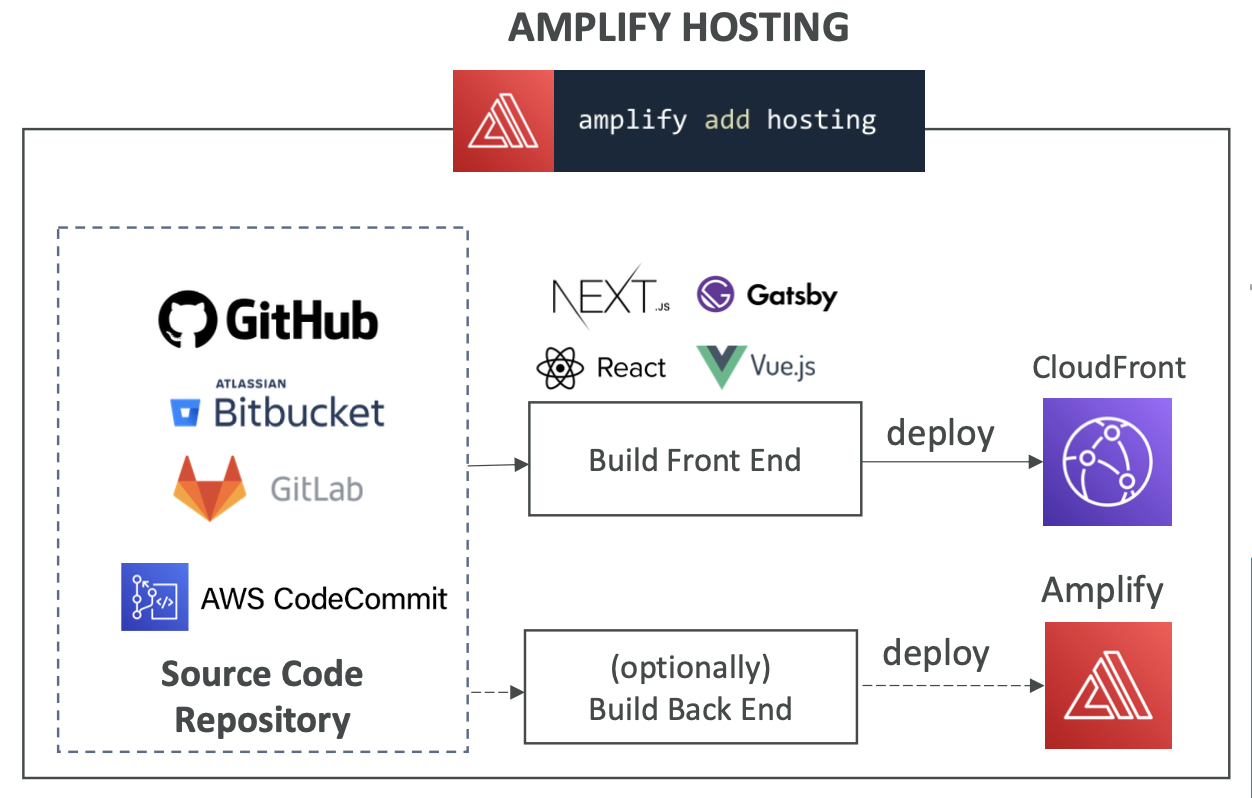 AMPLIFY HOSTING
amplify add hosting
GitHub
ATLASSIAN
Bitbucket
GitLab
AWS CodeCommit
Source Code
Repository
NEXT.JS
Gatsby
React
Vue.js
Build Front End
deploy
CloudFront
(optionally)
Build Back End
deploy
Amplify